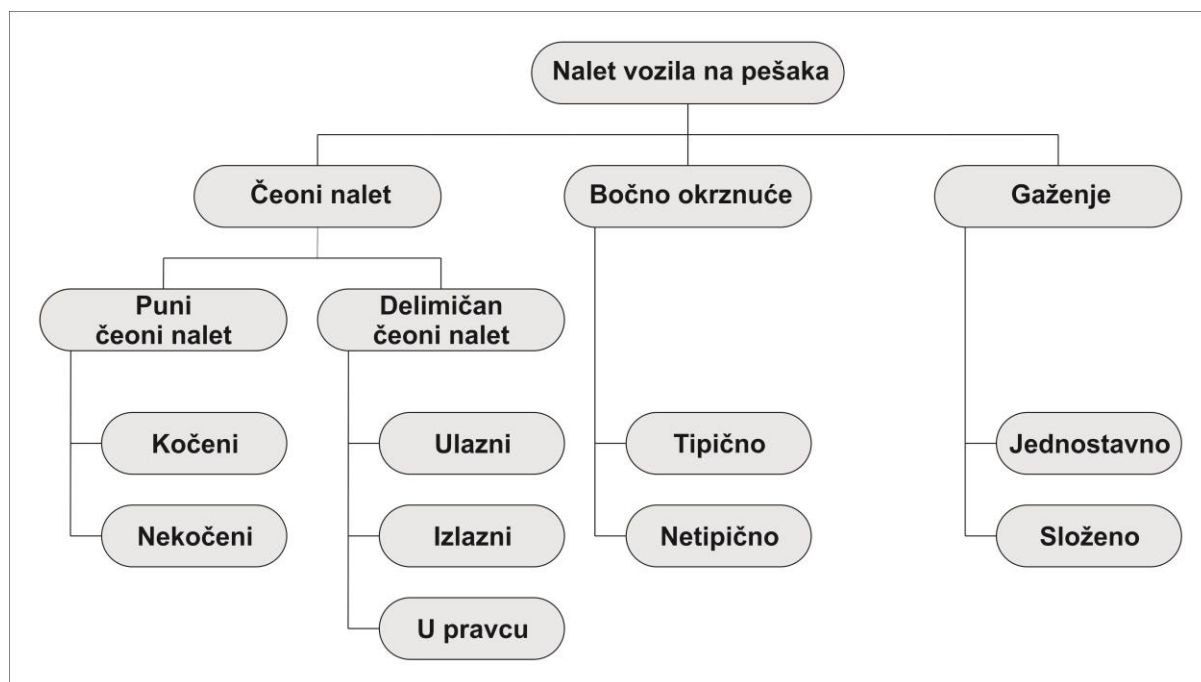 Nalet vozila na pešaka
Čeoni nalet
Bočno okrznuće
Gaženje
Puni
čeoni nalet
Delimičan
čeoni nalet
Kočeni
Ulazni
Tipično
Jednostavno
Nekočeni
Izlazni
Netipično
Složeno
U pravcu